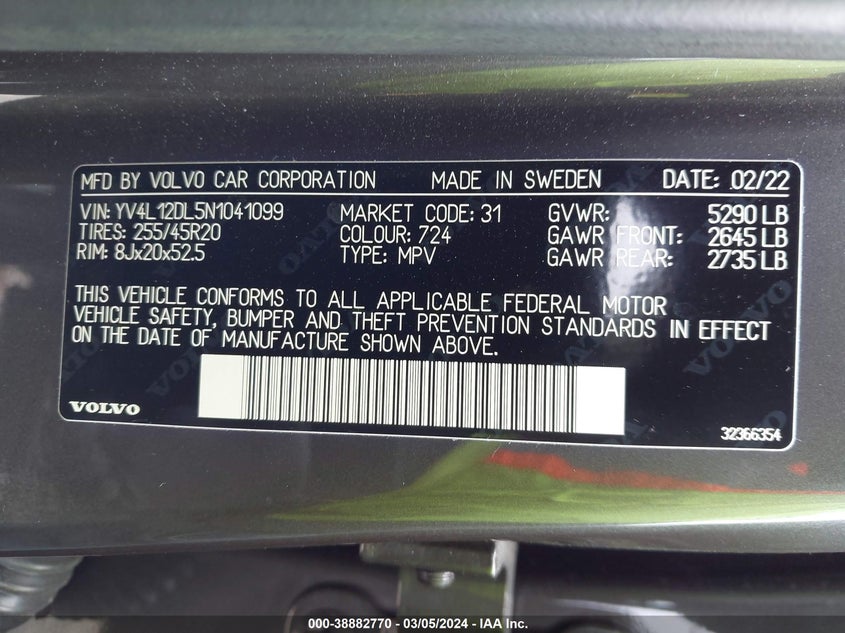 MFD BY VOLVO CAR CORPORATION MADE IN SWEDEN DATE: 02/22
VIN: YV4L12DL5N1041099 MARKET CODE: 31 GVWR: 5290 LB
TIRES: 255/45R20 COLOUR: 724 GAWR FRONT: 2645 LB
RIM: 8Jx20x52.5 TYPE: MPV GAWR REAR: 2735 LB
THIS VEHICLE CONFORMS TO ALL APPLICABLE FEDERAL MOTOR
VEHICLE SAFETY, BUMPER AND THEFT PREVENTION STANDARDS IN EFFECT
ON THE DATE OF MANUFACTURE SHOWN ABOVE.
VOLVO 32366354
000-38882770 - 03/05/2024 - IAA Inc.